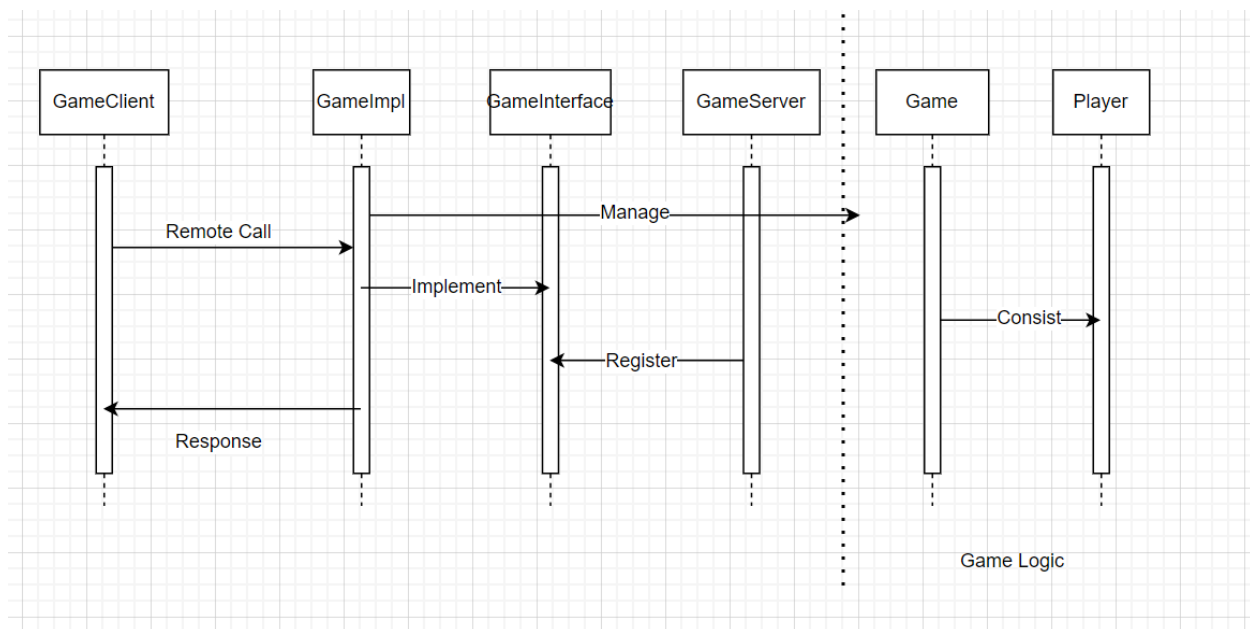 GameClient
GameImpl
GameInterface
GameServer
Game
Player
Manage
Remote Call
Implement
Consist
Register
Response
Game Logic